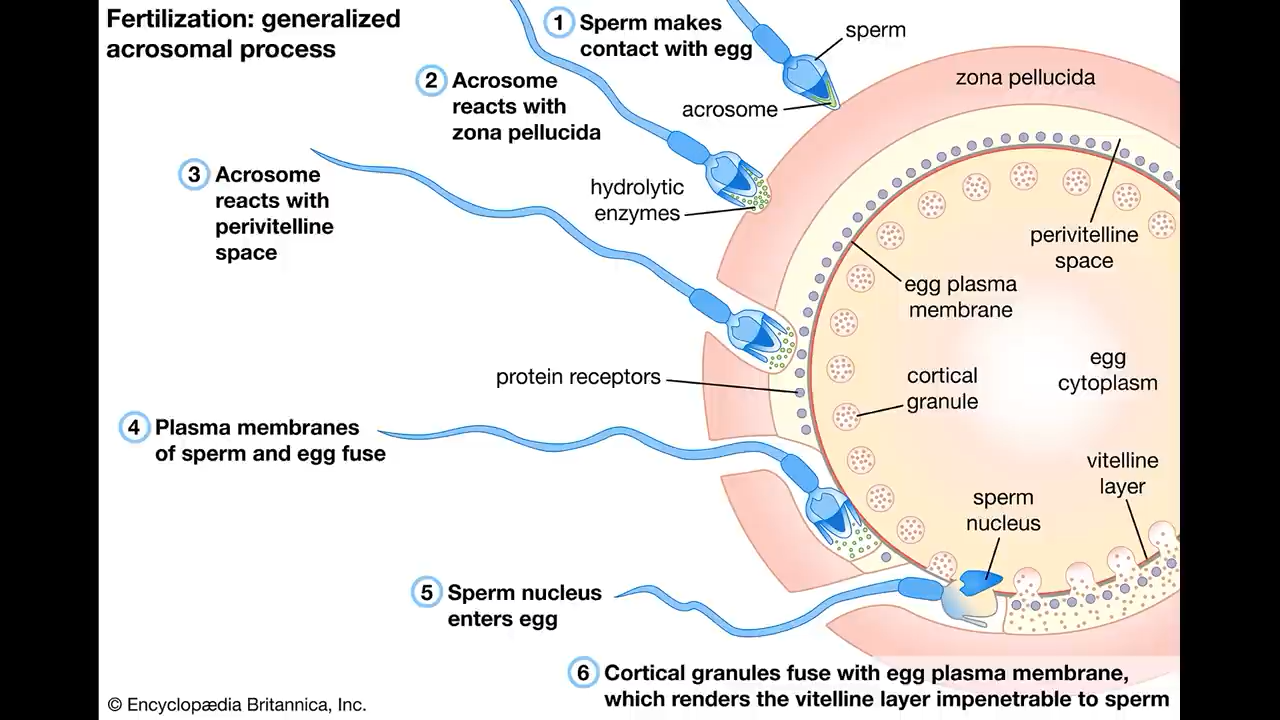 Fertilization: generalized
acrosomal process
1 Sperm makes
contact with egg
sperm
acrosome
zona pellucida
2 Acrosome
reacts with
zona pellucida
hydrolytic
enzymes
3 Acrosome
reacts with
perivitelline
space
perivitelline
space
egg plasma
membrane
protein receptors
cortical
granule
egg
cytoplasm
4 Plasma membranes
of sperm and egg fuse
vitelline
layer
sperm
nucleus
5 Sperm nucleus
enters egg
6 Cortical granules fuse with egg plasma membrane,
which renders the vitelline layer impenetrable to sperm
© Encyclopædia Britannica, Inc.